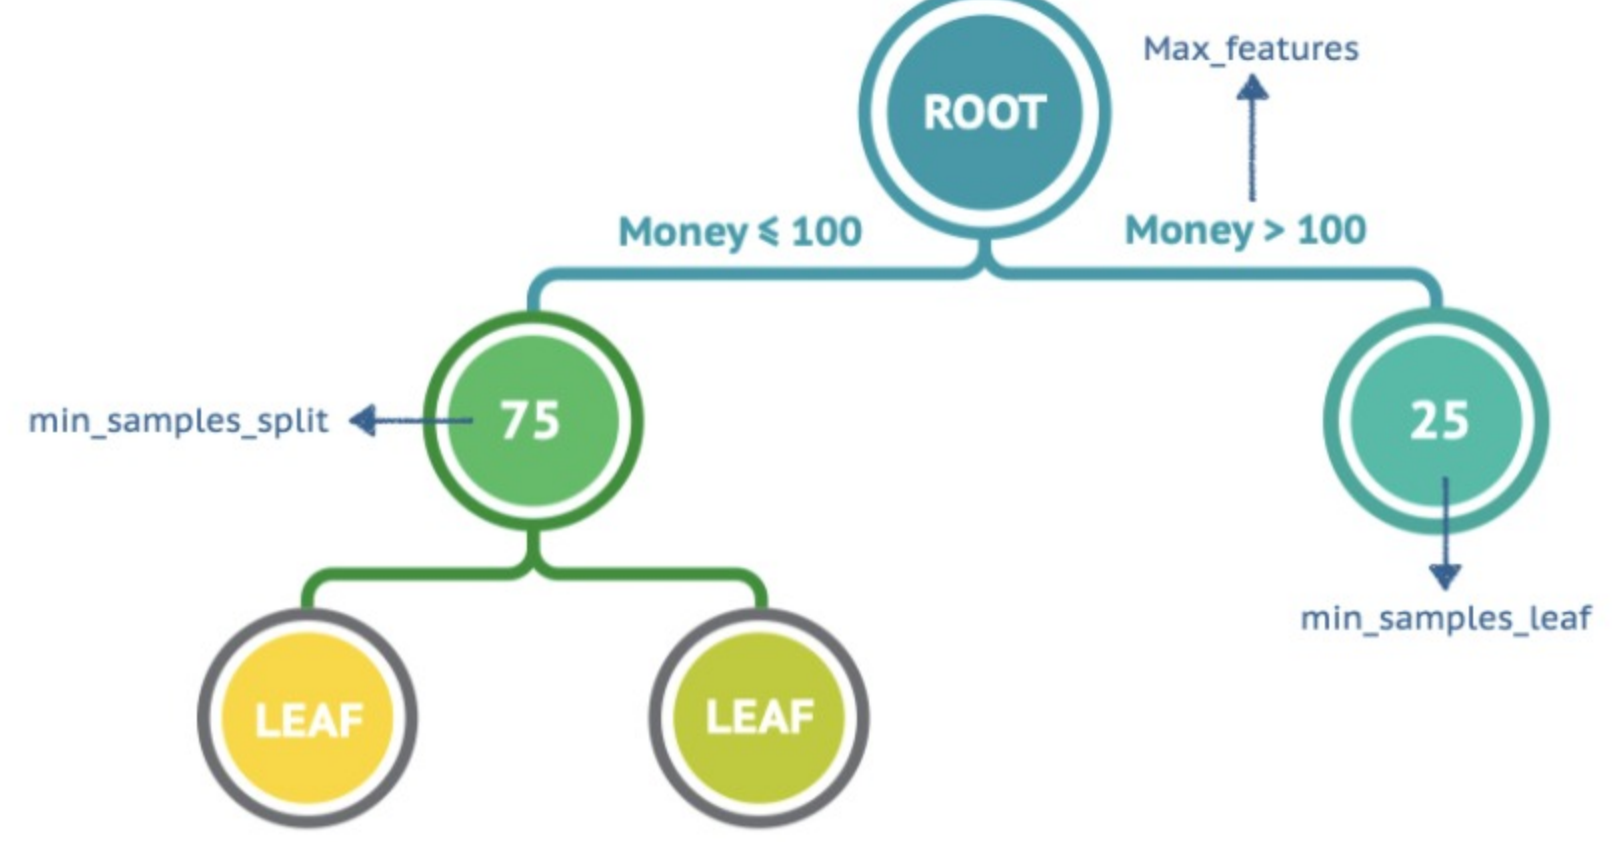 Max_features
ROOT
Money ≤ 100
Money > 100
min_samples_split
75
25
min_samples_leaf
LEAF
LEAF